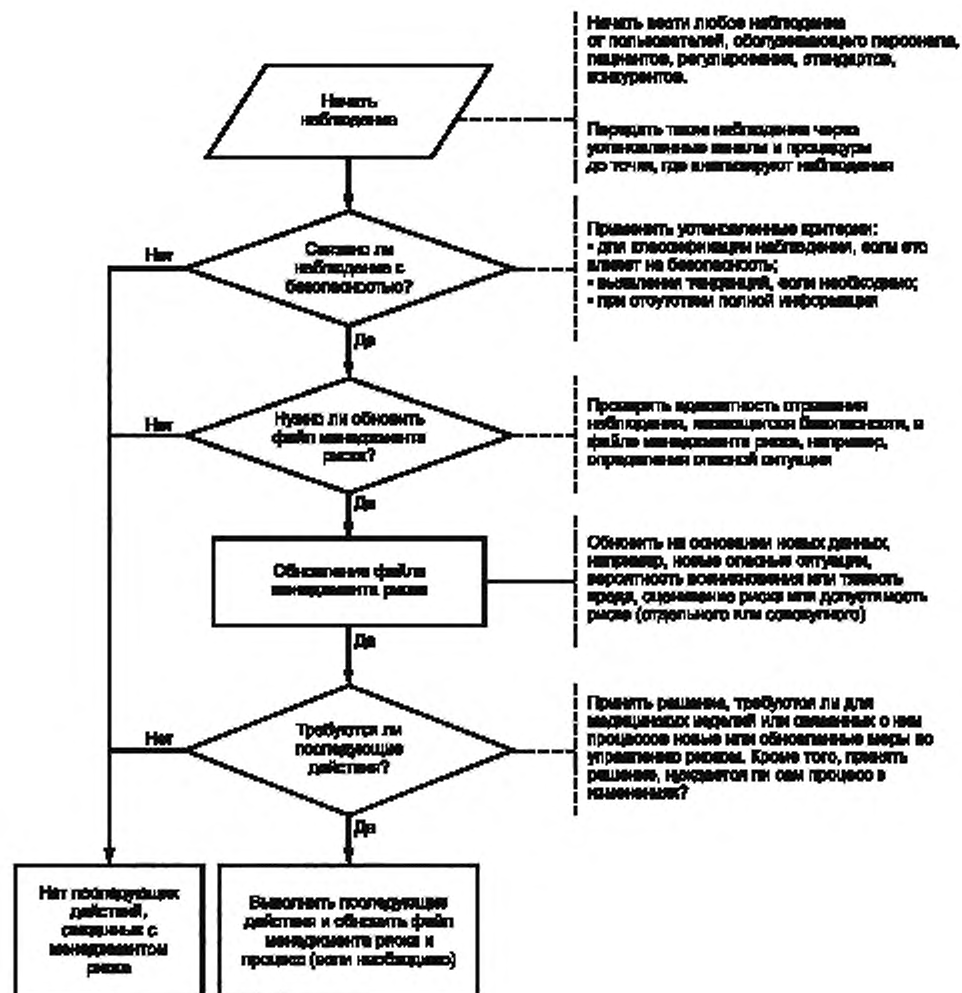 Начать
наблюдение
Начать вести любое наблюдение
от пользователей, обслуживающего персонала,
пациентов, регулирования, стандартов,
конкурентов.
Передать такие наблюдения через
установленные каналы и процедуры
до точки, где анализируют наблюдения
Связано ли
наблюдение с
безопасностью?
Нет
Да
Применить установленные критерии:
• для классификации наблюдения, если это
влияет на безопасность;
• выявления тенденций, если необходимо;
• при отсутствии полной информации
Нужно ли обновить
файл менеджмента
риска?
Нет
Да
Проверить адекватность отражения
наблюдения, касающегося безопасности, в
файле менеджмента риска, например,
определения опасной ситуации
Обновление файла
менеджмента риска
Да
Обновить на основании новых данных,
например, новые опасные ситуации,
вероятность возникновения или тяжесть
вреда, оценивание риска или допустимость
риска (отдельного или совокупного)
Требуются ли
последующие
действия?
Нет
Да
Принять решение, требуются ли для
медицинских изделий или связанных с ним
процессов новые или обновленные меры по
управлению риском. Кроме того, принять
решение, нуждается ли сам процесс в
изменениях?
Нет последующих
действий,
связанных с
менеджментом
риска
Выполнить последующие
действия и обновить файл
менеджмента риска и
процесс (если необходимо)